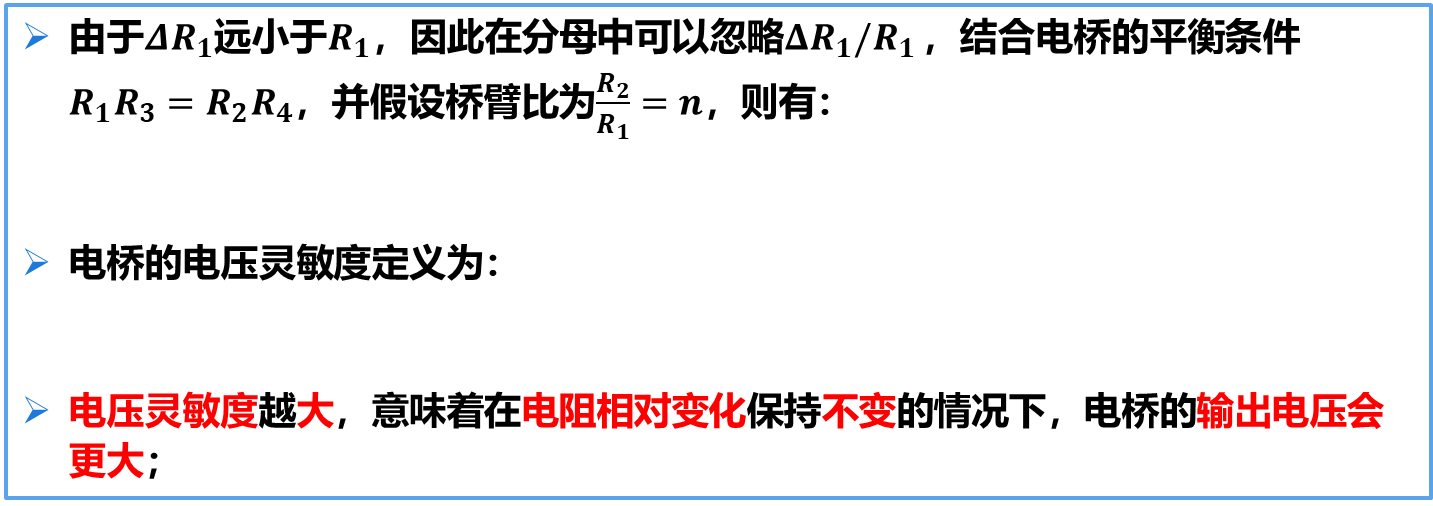 ➢ 由于ΔR₁远小于R₁，因此在分母中可以忽略ΔR₁/R₁，结合电桥的平衡条件
R₁R₃ = R₂R₄，并假设桥臂比为R₂/R₁ = n，则有：
➢ 电桥的电压灵敏度定义为：
➢ 电压灵敏度越大，意味着在电阻相对变化保持不变的情况下，电桥的输出电压会
更大；